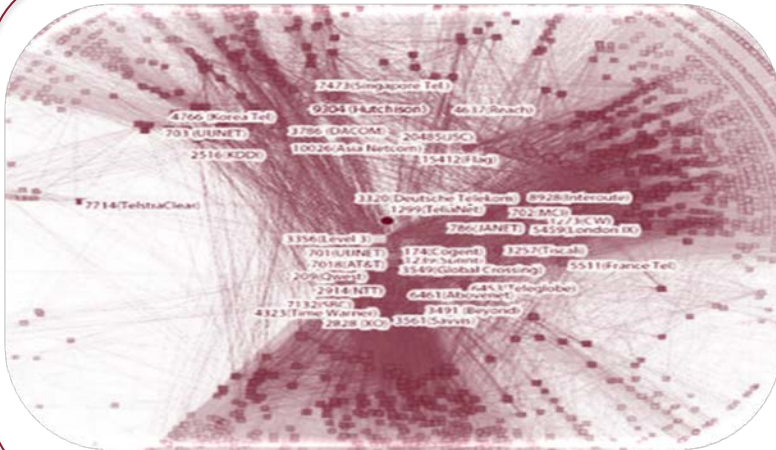 7473(Singapore Tel.)
9304 (Hutchison)
4637(Reach)
4766 (Korea Tel)
703 (UUNET)
3786 (DACOM)
20485(JSC)
2516(KDDI)
10026(Asia Netcom)
15412(Flag)
3320(Deutsche Telekom)
8928(Interoute)
7714(TelstraClear)
1299(TeliaNet)
702(MCI)
1273(CW)
786(JANET)
5459(London IX)
3356(Level 3)
701(UUNET)
174(Cogent)
3257(Tiscali)
7018(AT&T)
3549(Global Crossing)
5511(France Tel)
209(Qwest)
2914(NTT)
6453(Teleglobe)
6461(Abovenet)
7132(SBC)
4323(Time Warner)
3491 (Beyond)
2828 (XO)
3561(Savvis)